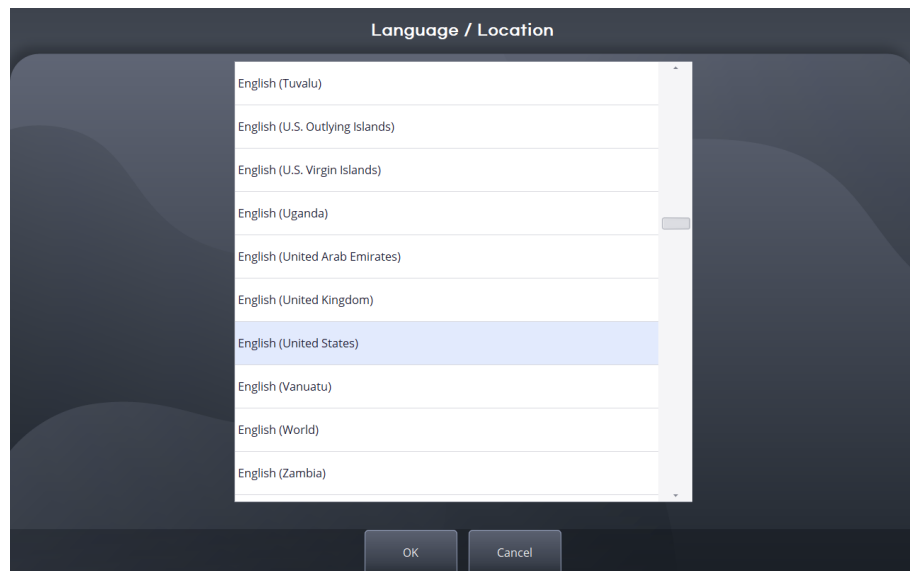 Language / Location
English (Tuvalu)
English (U.S. Outlying Islands)
English (U.S. Virgin Islands)
English (Uganda)
English (United Arab Emirates)
English (United Kingdom)
English (United States)
English (Vanuatu)
English (World)
English (Zambia)
OK
Cancel